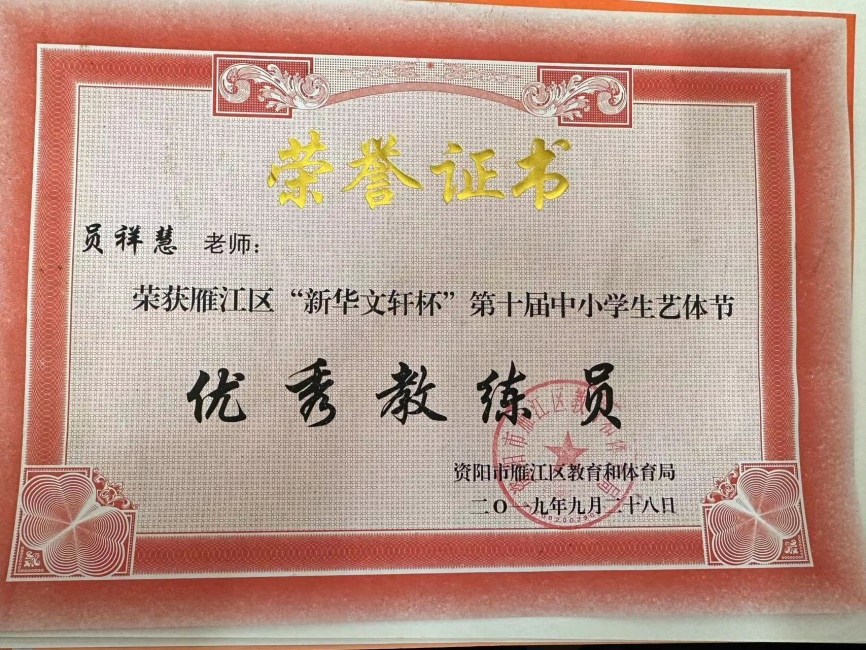 荣誉证书
员祥慧 老师：
荣获雁江区“新华文轩杯”第十届中小学生艺体节
优秀教练员
资阳市雁江区教育和体育局
二〇一九年九月二十八日